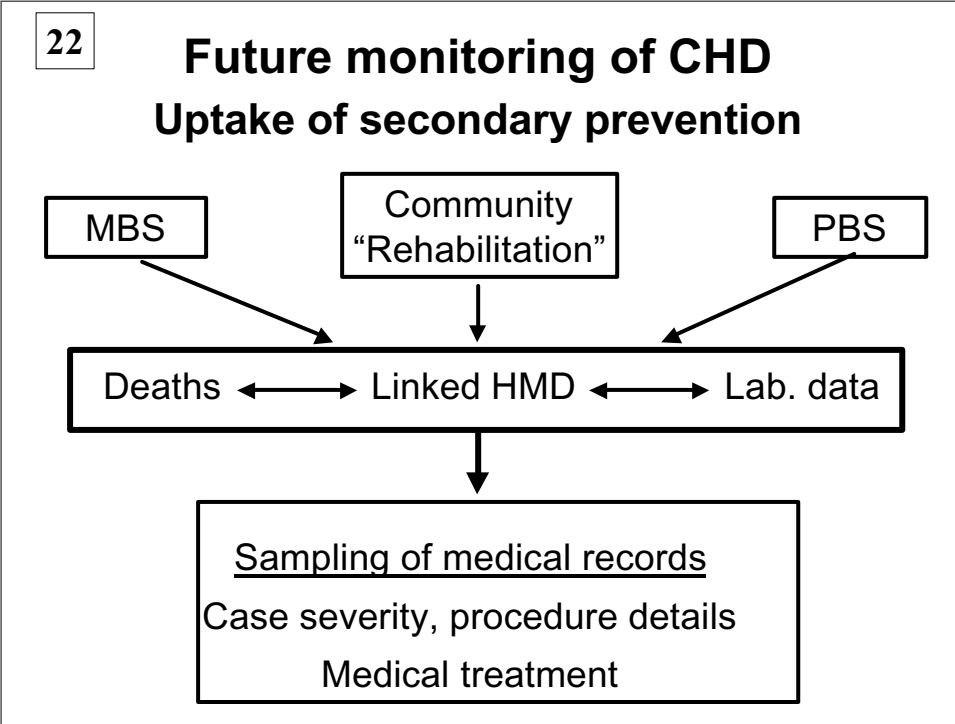 22
Future monitoring of CHD
Uptake of secondary prevention
MBS
Community
“Rehabilitation”
PBS
Deaths Linked HMD Lab. data
Sampling of medical records
Case severity, procedure details
Medical treatment